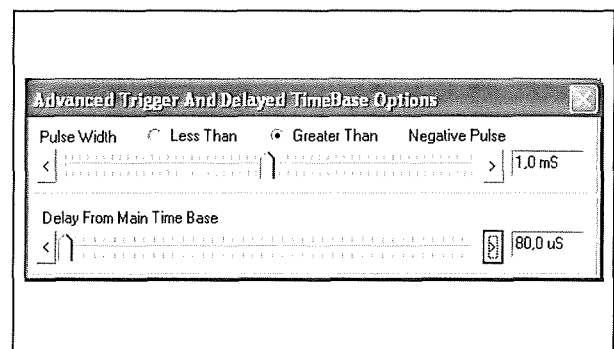 Advanced Trigger And Delayed TimeBase Options
Pulse Width Less Than Greater Than Negative Pulse
1,0 mS
Delay From Main Time Base
80,0 uS